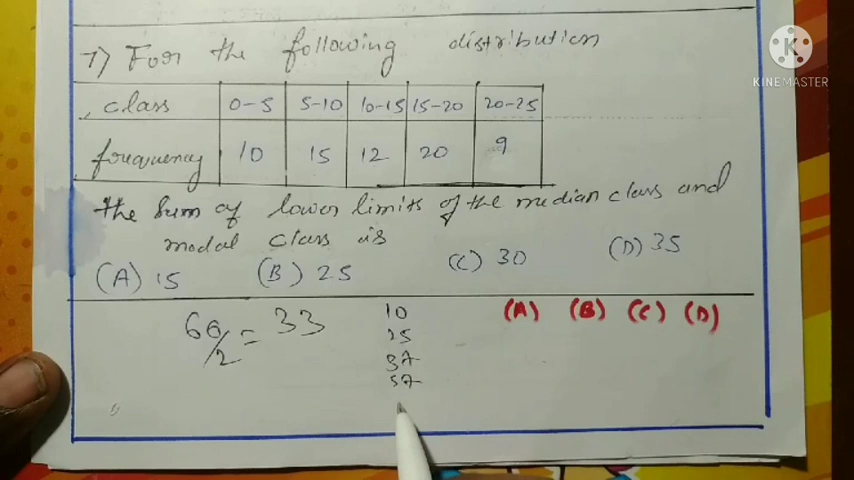 1) For the following distribution
class 0-5 5-10 10-15 15-20 20-25
frequency 10 15 12 20 9
The sum of lower limits of the median class and
modal class is
(A) 15 (B) 25 (C) 30 (D) 35
66/2 = 33
10
25
37
57
(A) (B) (C) (D)
K
KINEMASTER